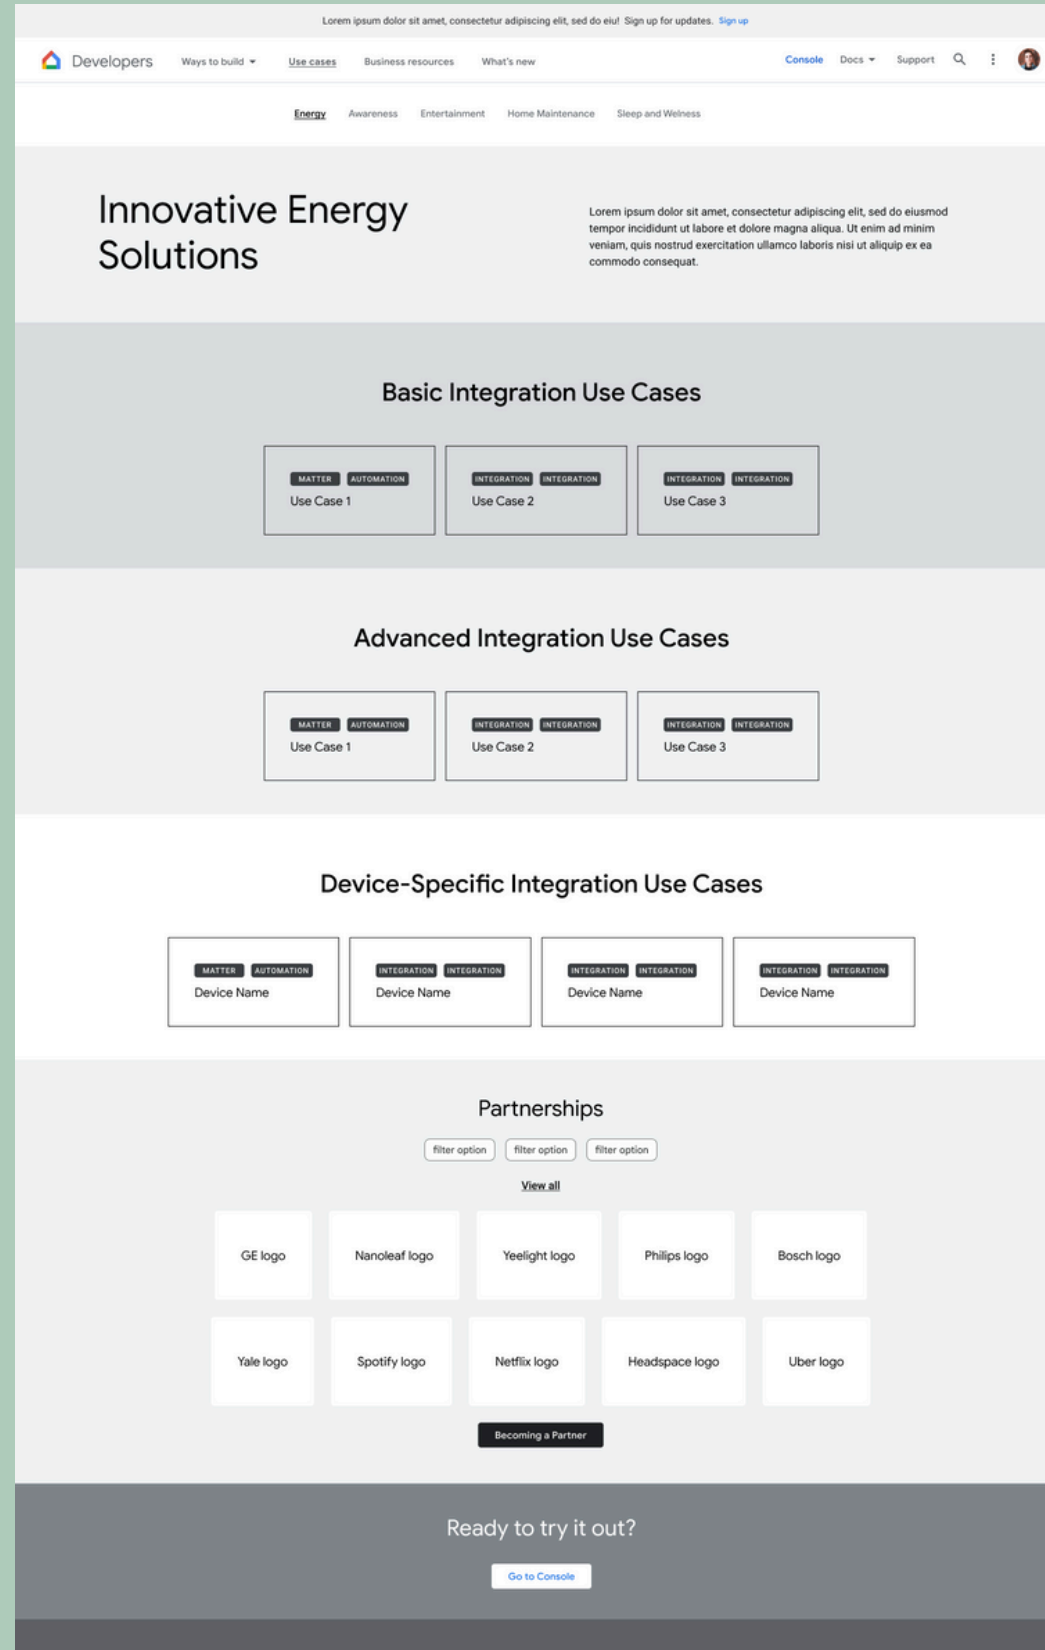 Lorem ipsum dolor sit amet, consectetur adipiscing elit, sed do eiu! Sign up for updates. Sign up
Developers Ways to build Use cases Business resources What's new Console Docs Support
Energy Awareness Entertainment Home Maintenance Sleep and Welness
Innovative Energy
Solutions
Lorem ipsum dolor sit amet, consectetur adipiscing elit, sed do eiusmod
tempor incididunt ut labore et dolore magna aliqua. Ut enim ad minim
veniam, quis nostrud exercitation ullamco laboris nisi ut aliquip ex ea
commodo consequat.
Basic Integration Use Cases
MATTER AUTOMATION INTEGRATION INTEGRATION INTEGRATION INTEGRATION
Use Case 1 Use Case 2 Use Case 3
Advanced Integration Use Cases
MATTER AUTOMATION INTEGRATION INTEGRATION INTEGRATION INTEGRATION
Use Case 1 Use Case 2 Use Case 3
Device-Specific Integration Use Cases
MATTER AUTOMATION INTEGRATION INTEGRATION INTEGRATION INTEGRATION INTEGRATION INTEGRATION
Device Name Device Name Device Name Device Name
Partnerships
filter option filter option filter option
View all
GE logo Nanoleaf logo Yeelight logo Philips logo Bosch logo
Yale logo Spotify logo Netflix logo Headspace logo Uber logo
Becoming a Partner
Ready to try it out?
Go to Console